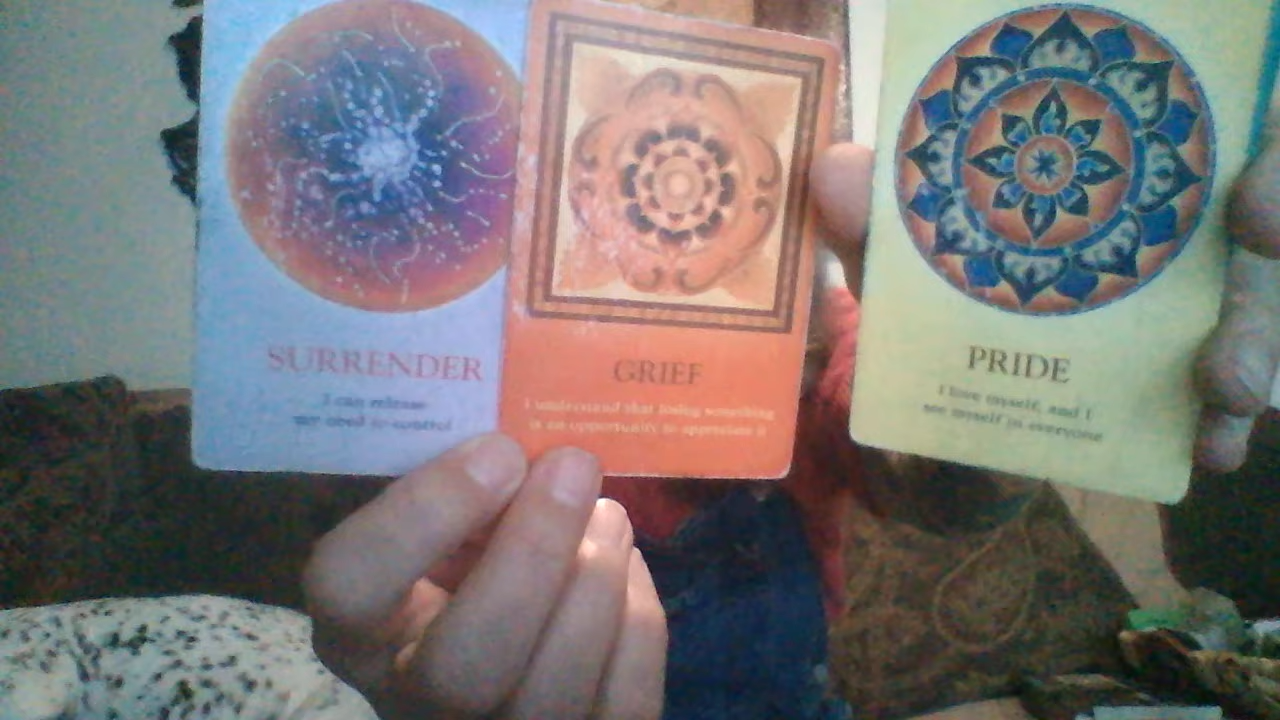 SURRENDER
I can release
my need to control
GRIEF
I understand that losing something
is an opportunity to appreciate it
PRIDE
I love myself, and I
see myself in everyone